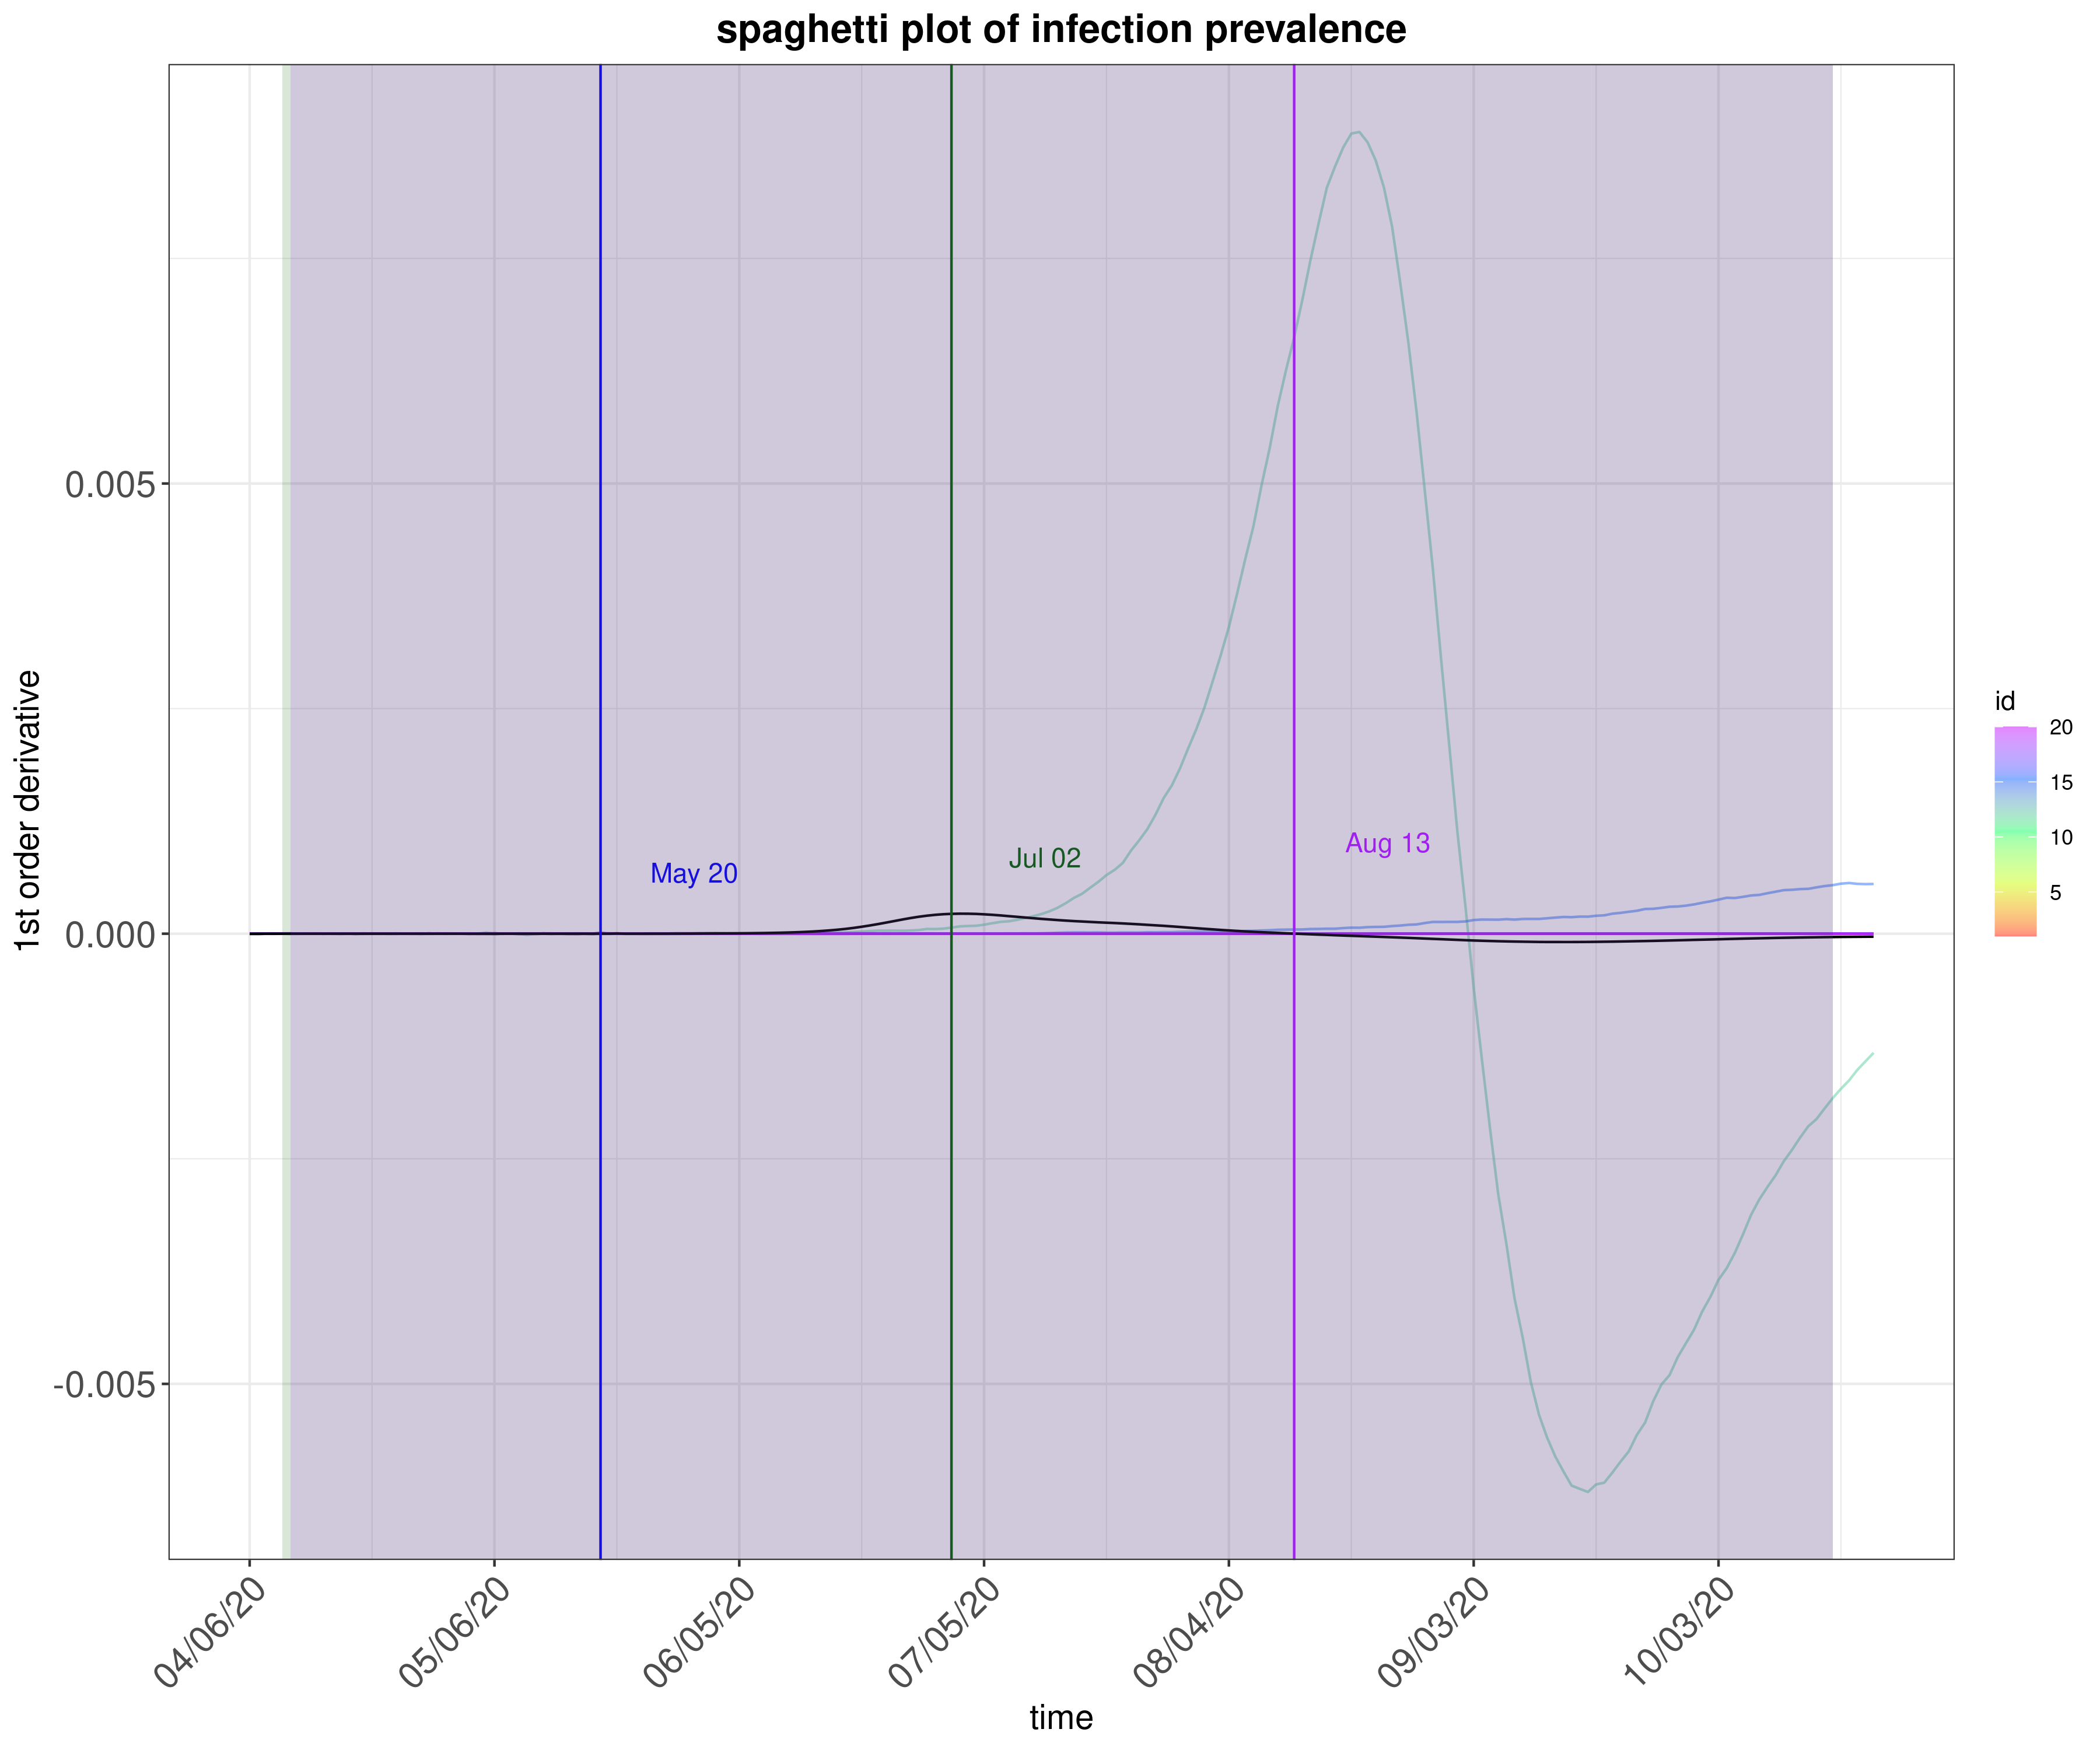 spaghetti plot of infection prevalence
1st order derivative
0.005
0.000
-0.005
May 20
Jul 02
Aug 13
id
20
15
10
5
04/06/20
05/06/20
06/05/20
07/05/20
08/04/20
09/03/20
10/03/20
time